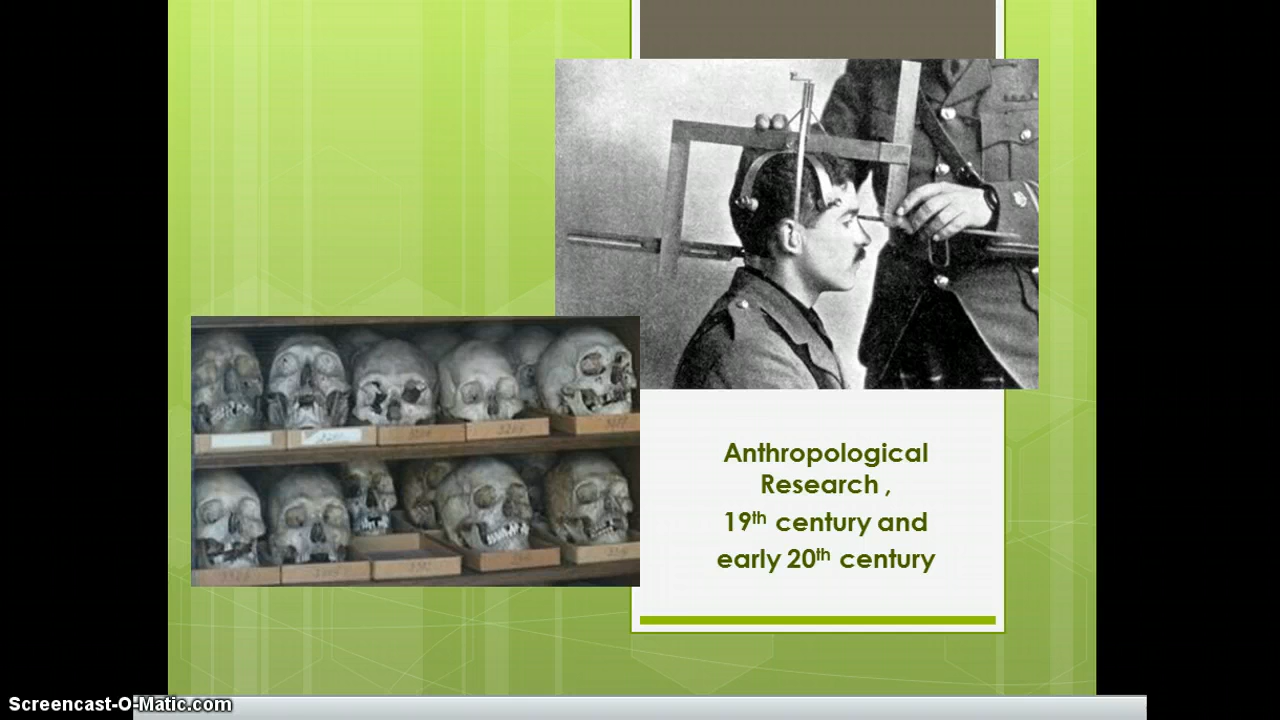 Anthropological
Research ,
19th century and
early 20th century
Screencast-O-Matic.com